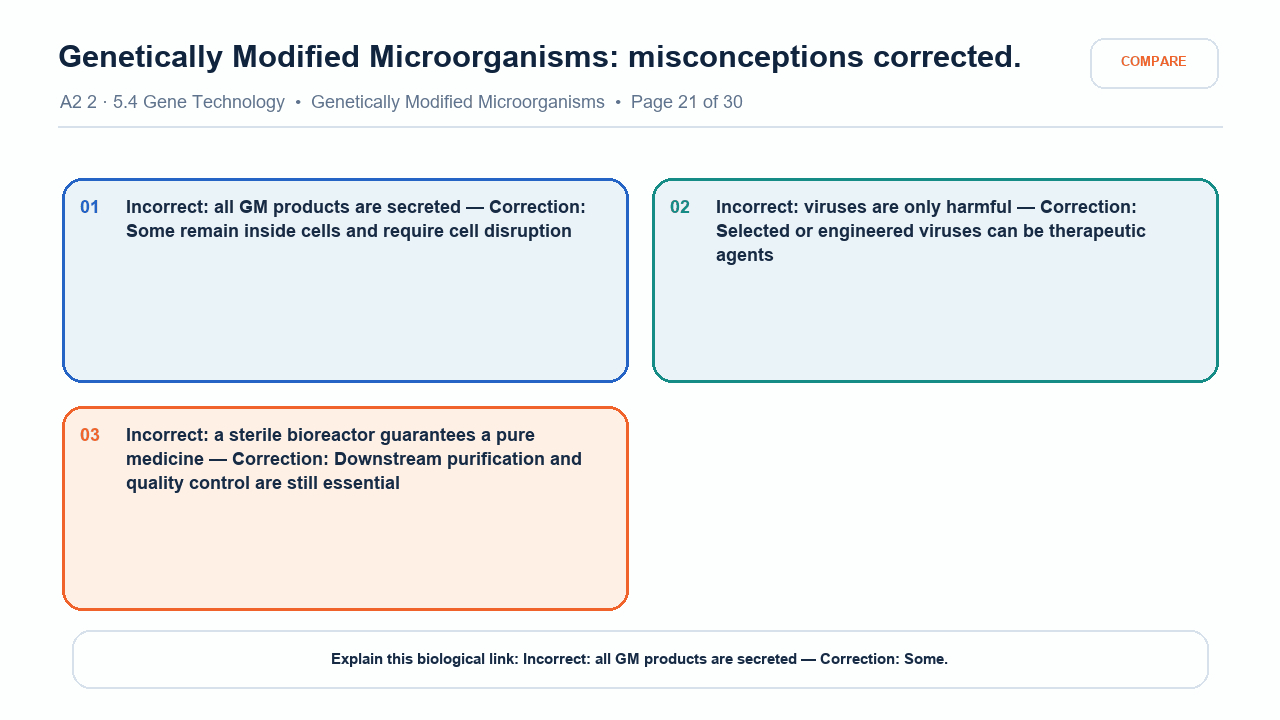 Genetically Modified Microorganisms: misconceptions corrected.
COMPARE
A2 2 · 5.4 Gene Technology • Genetically Modified Microorganisms • Page 21 of 30
01 Incorrect: all GM products are secreted — Correction:
Some remain inside cells and require cell disruption
02 Incorrect: viruses are only harmful — Correction:
Selected or engineered viruses can be therapeutic
agents
03 Incorrect: a sterile bioreactor guarantees a pure
medicine — Correction: Downstream purification and
quality control are still essential
Explain this biological link: Incorrect: all GM products are secreted — Correction: Some.